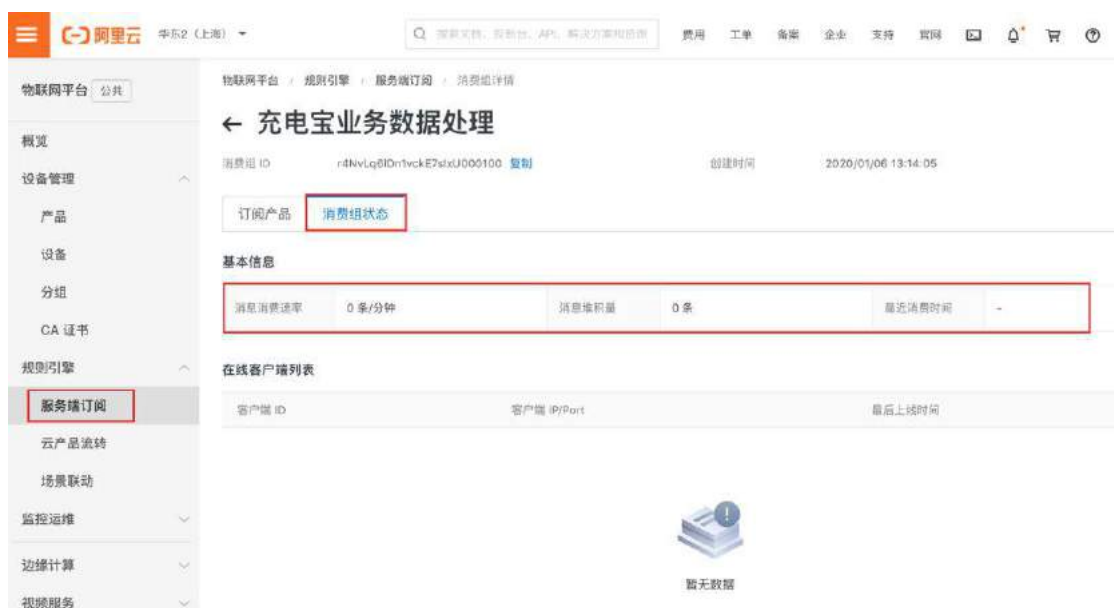 阿里云 华东2（上海） 费用 工单 备案 企业 支持 官网
物联网平台 公共
物联网平台 / 规则引擎 / 服务端订阅 / 消费组详情
← 充电宝业务数据处理
概览
消费组 ID 复制 创建时间 2020/01/06 13:14:05
设备管理
订阅产品 消费组状态
产品
设备
基本信息
分组
消息消费速率 0 条/分钟 消息堆积量 0 条 最近消费时间 -
CA 证书
规则引擎
在线客户端列表
服务端订阅
客户端 ID 客户端 IP/Port 最后上线时间
云产品流转
场景联动
监控运维
边缘计算
暂无数据
视频服务